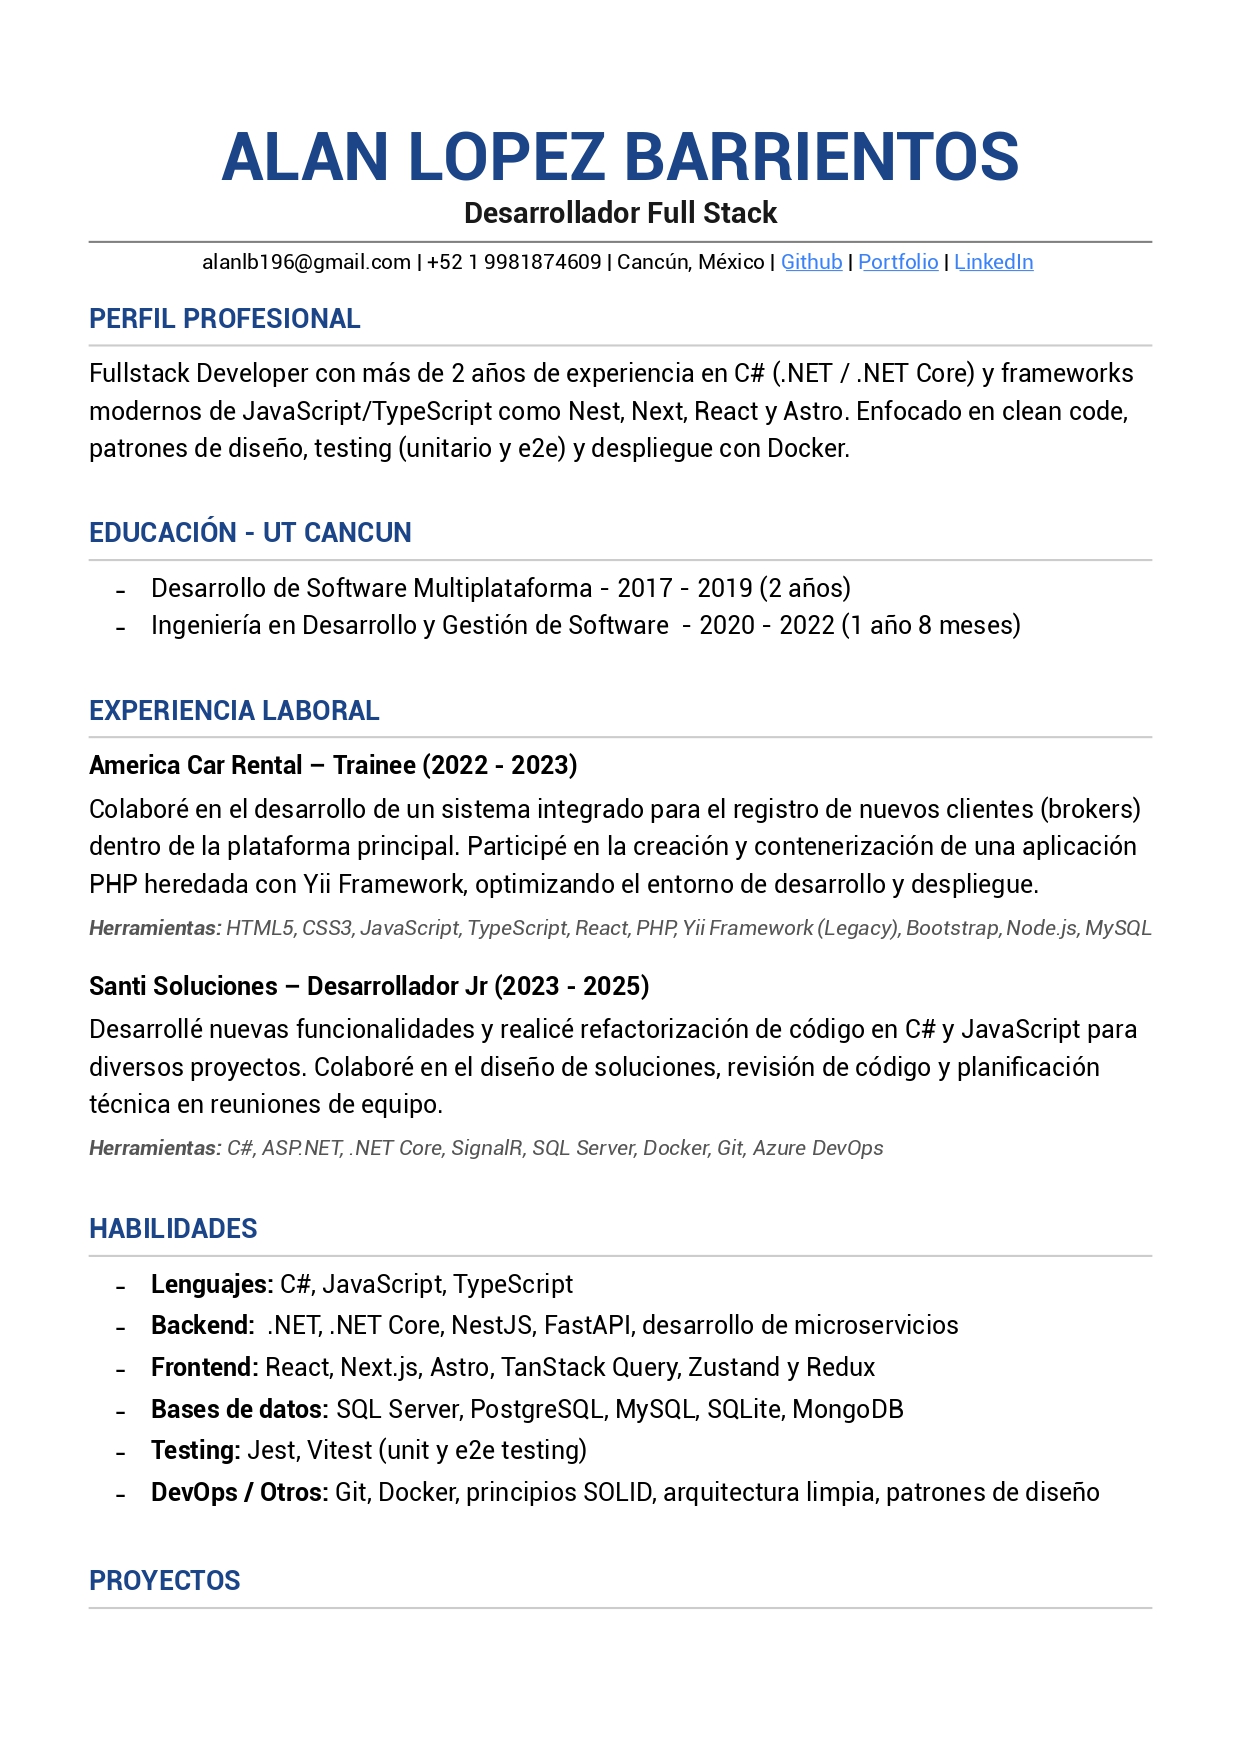 ALAN LOPEZ BARRIENTOS
Desarrollador Full Stack
alanlb196@gmail.com | +52 1 9981874609 | Cancún, México | Github | Portfolio | LinkedIn
PERFIL PROFESIONAL
Fullstack Developer con más de 2 años de experiencia en C# (.NET / .NET Core) y frameworks
modernos de JavaScript/TypeScript como Nest, Next, React y Astro. Enfocado en clean code,
patrones de diseño, testing (unitario y e2e) y despliegue con Docker.
EDUCACIÓN - UT CANCUN
- Desarrollo de Software Multiplataforma - 2017 - 2019 (2 años)
- Ingeniería en Desarrollo y Gestión de Software - 2020 - 2022 (1 año 8 meses)
EXPERIENCIA LABORAL
America Car Rental – Trainee (2022 - 2023)
Colaboré en el desarrollo de un sistema integrado para el registro de nuevos clientes (brokers)
dentro de la plataforma principal. Participé en la creación y contenerización de una aplicación
PHP heredada con Yii Framework, optimizando el entorno de desarrollo y despliegue.
Herramientas: HTML5, CSS3, JavaScript, TypeScript, React, PHP, Yii Framework (Legacy), Bootstrap, Node.js, MySQL
Santi Soluciones – Desarrollador Jr (2023 - 2025)
Desarrollé nuevas funcionalidades y realicé refactorización de código en C# y JavaScript para
diversos proyectos. Colaboré en el diseño de soluciones, revisión de código y planificación
técnica en reuniones de equipo.
Herramientas: C#, ASP.NET, .NET Core, SignalR, SQL Server, Docker, Git, Azure DevOps
HABILIDADES
- Lenguajes: C#, JavaScript, TypeScript
- Backend: .NET, .NET Core, NestJS, FastAPI, desarrollo de microservicios
- Frontend: React, Next.js, Astro, TanStack Query, Zustand y Redux
- Bases de datos: SQL Server, PostgreSQL, MySQL, SQLite, MongoDB
- Testing: Jest, Vitest (unit y e2e testing)
- DevOps / Otros: Git, Docker, principios SOLID, arquitectura limpia, patrones de diseño
PROYECTOS